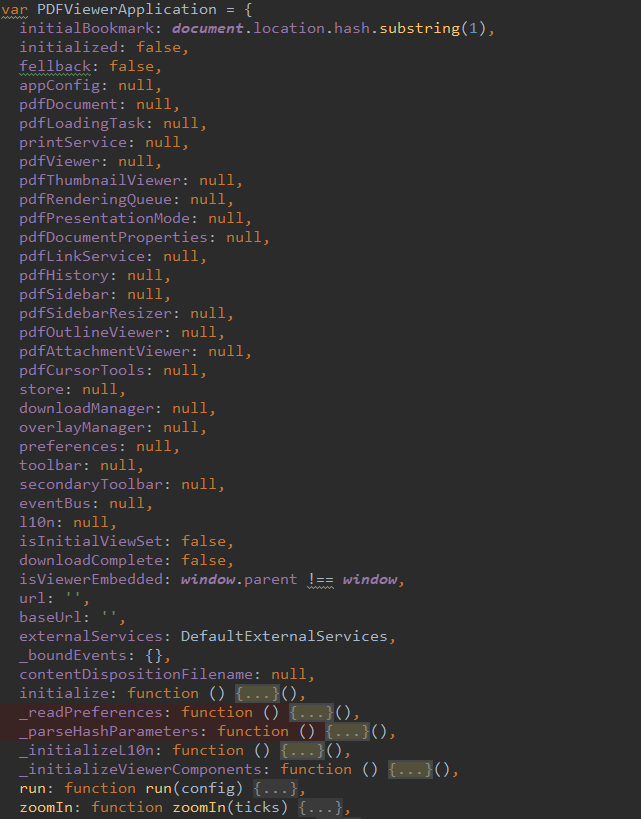 var PDFViewerApplication = {
  initialBookmark: document.location.hash.substring(1),
  initialized: false,
  fellback: false,
  appConfig: null,
  pdfDocument: null,
  pdfLoadingTask: null,
  printService: null,
  pdfViewer: null,
  pdfThumbnailViewer: null,
  pdfRenderingQueue: null,
  pdfPresentationMode: null,
  pdfDocumentProperties: null,
  pdfLinkService: null,
  pdfHistory: null,
  pdfSidebar: null,
  pdfSidebarResizer: null,
  pdfOutlineViewer: null,
  pdfAttachmentViewer: null,
  pdfCursorTools: null,
  store: null,
  downloadManager: null,
  overlayManager: null,
  preferences: null,
  toolbar: null,
  secondaryToolbar: null,
  eventBus: null,
  l10n: null,
  isInitialViewSet: false,
  downloadComplete: false,
  isViewerEmbedded: window.parent !== window,
  url: '',
  baseUrl: '',
  externalServices: DefaultExternalServices,
  _boundEvents: {},
  contentDispositionFilename: null,
  initialize: function () {...}(),
  _readPreferences: function () {...}(),
  _parseHashParameters: function () {...}(),
  _initializeL10n: function () {...}(),
  _initializeViewerComponents: function () {...}(),
  run: function run(config) {...},
  zoomIn: function zoomIn(ticks) {...},